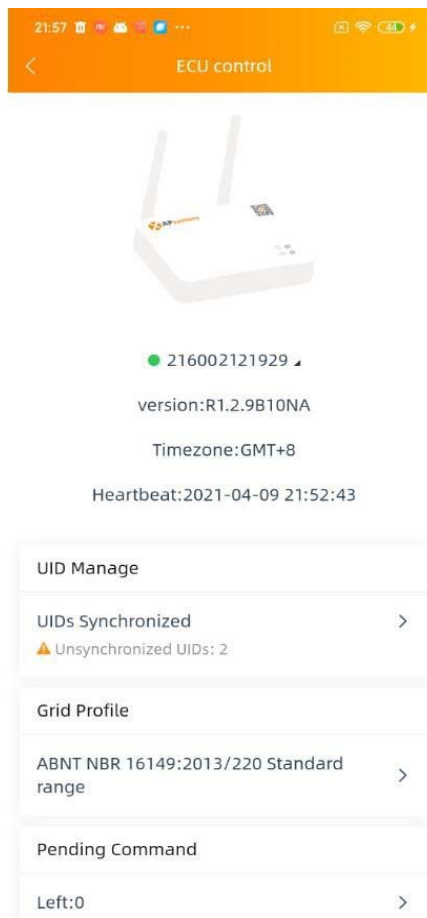 21:57 ...
44
ECU control
APsystems
216002121929
version:R1.2.9B10NA
Timezone:GMT+8
Heartbeat:2021-04-09 21:52:43
UID Manage
UIDs Synchronized
Unsynchronized UIDs: 2
Grid Profile
ABNT NBR 16149:2013/220 Standard
range
Pending Command
Left:0